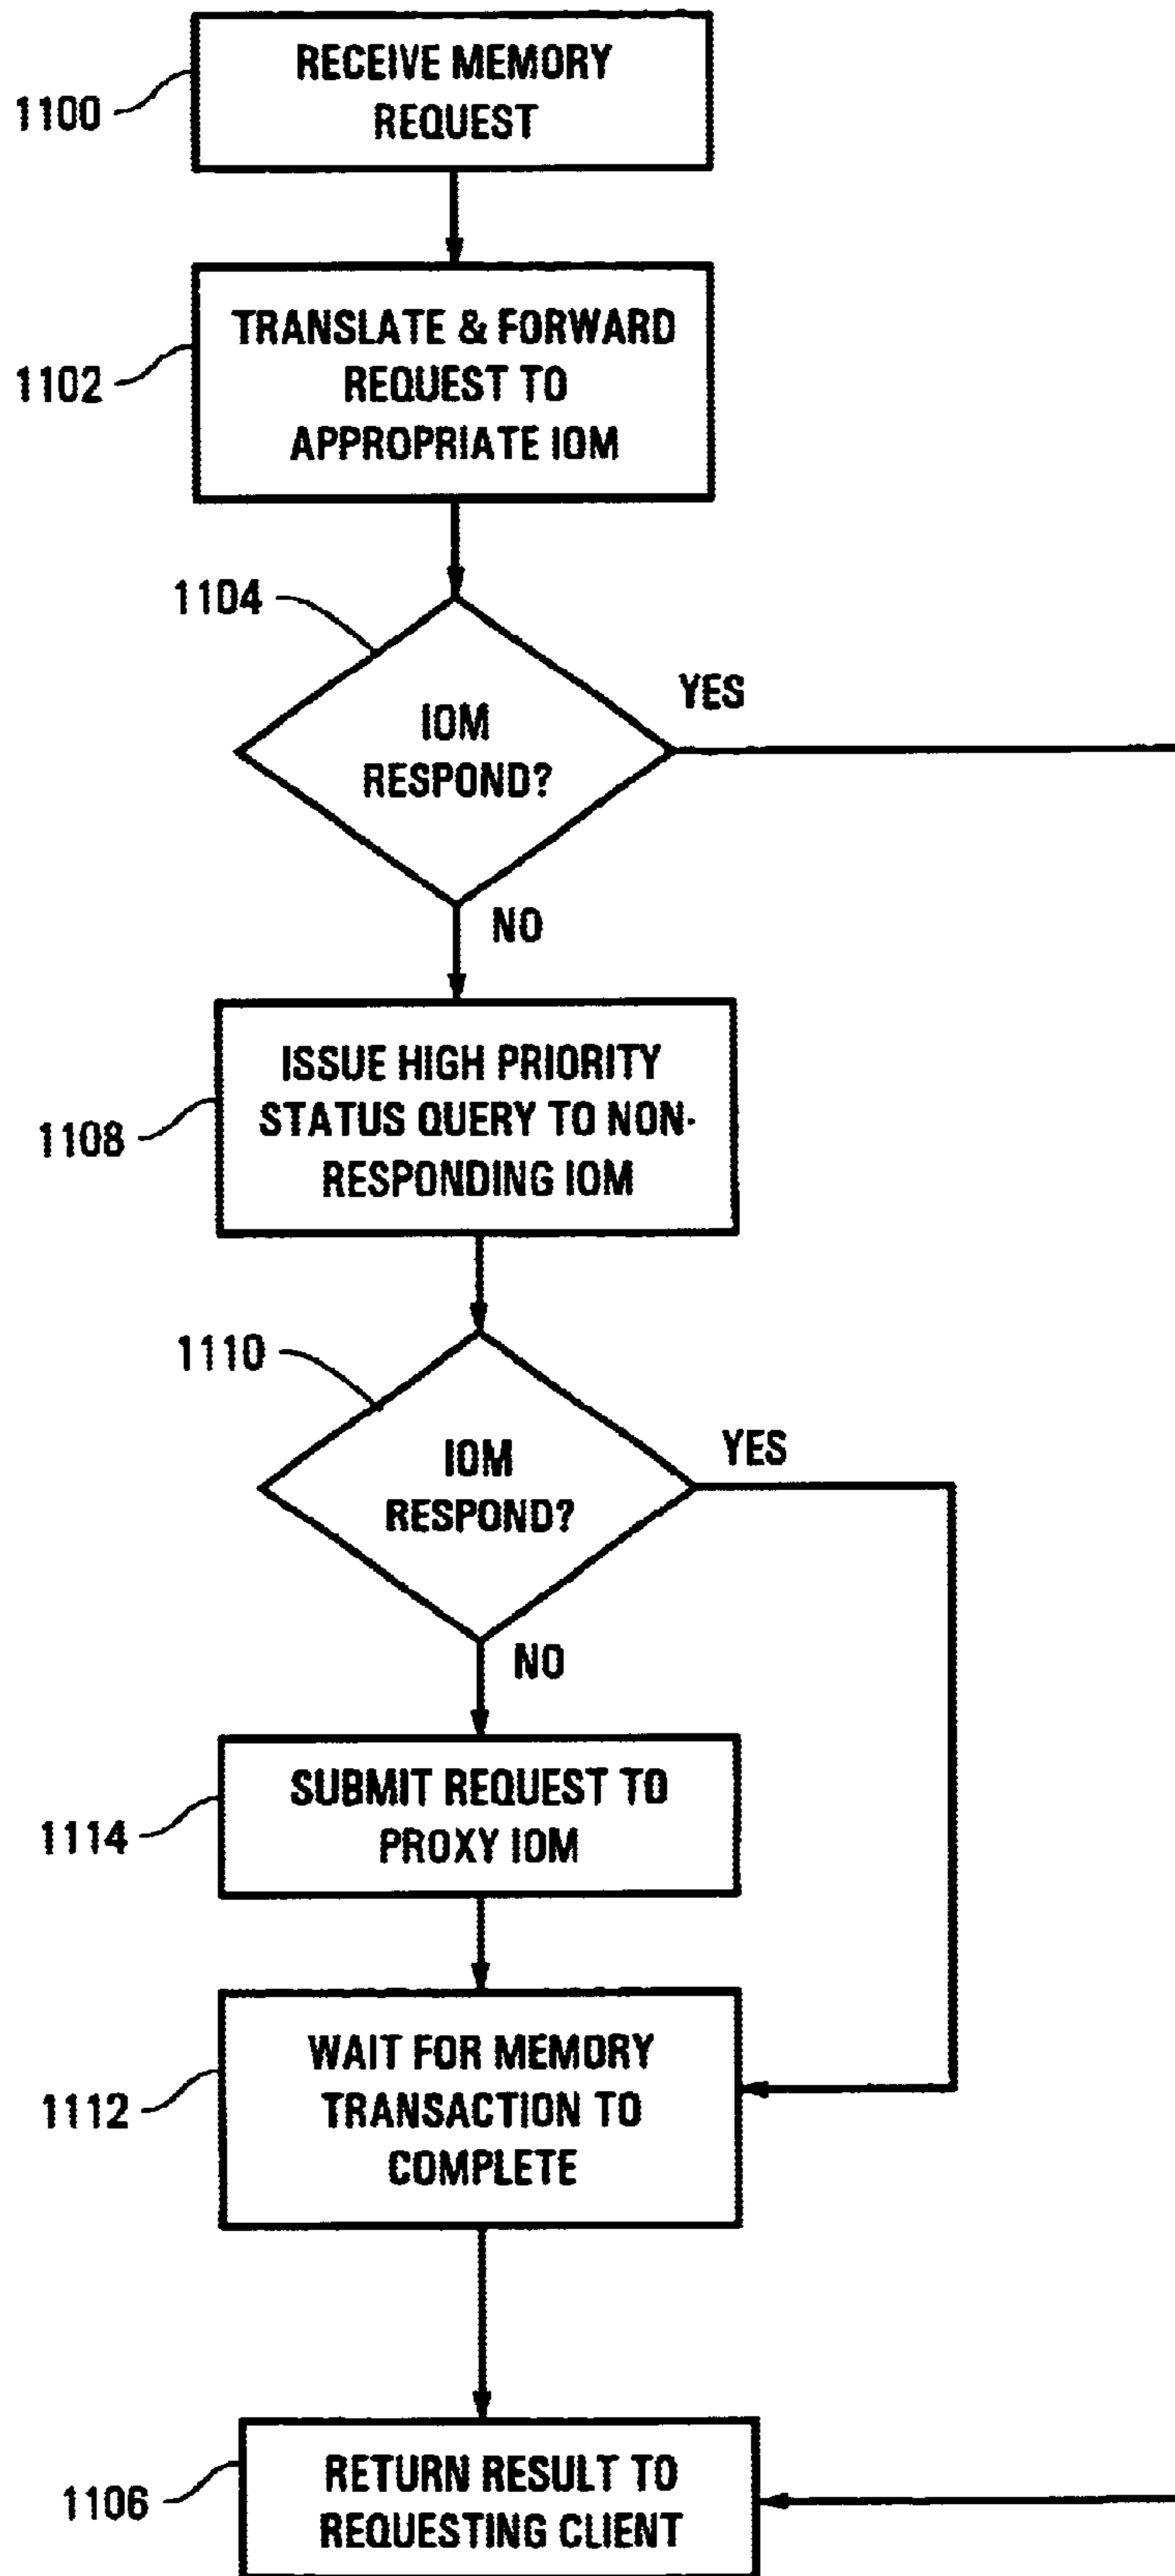 RECEIVE MEMORY
REQUEST
1100
TRANSLATE & FORWARD
REQUEST TO
APPROPRIATE IOM
1102
1104
YES
IOM
RESPOND?
NO
ISSUE HIGH PRIORITY
STATUS QUERY TO NON-
RESPONDING IOM
1108
1110
YES
IOM
RESPOND?
NO
SUBMIT REQUEST TO
PROXY IOM
1114
WAIT FOR MEMORY
TRANSACTION TO
COMPLETE
1112
RETURN RESULT TO
REQUESTING CLIENT
1106